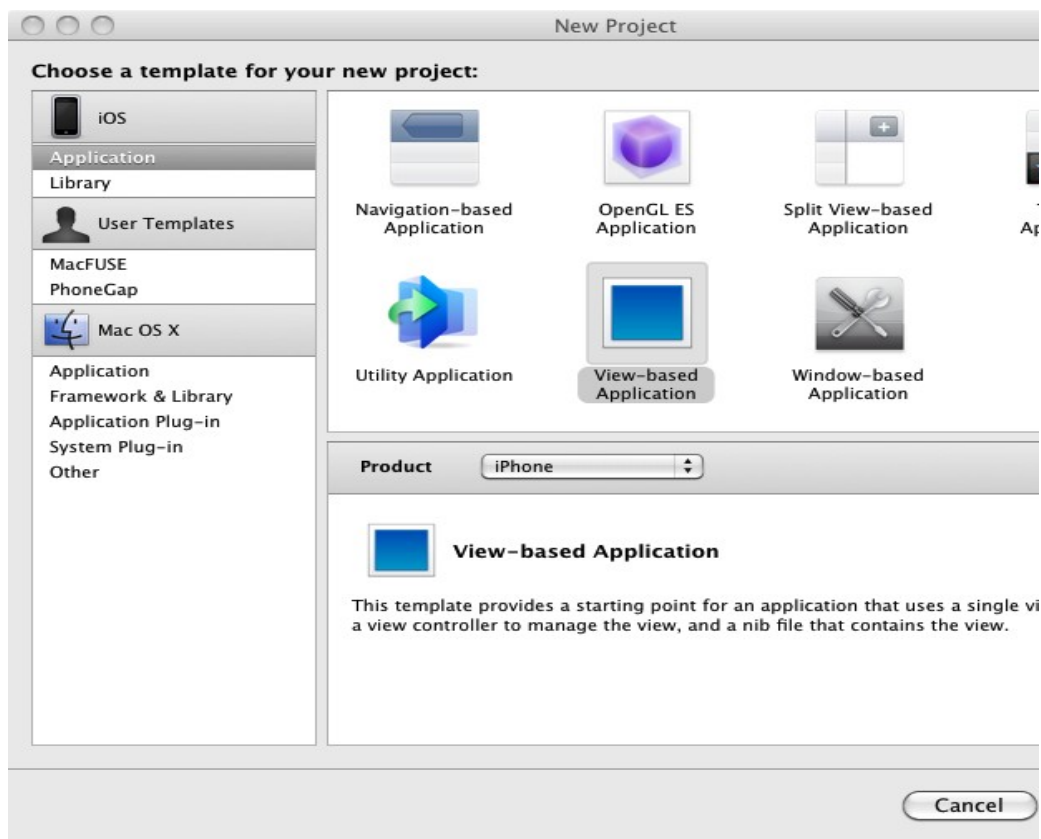 New Project
Choose a template for your new project:
iOS
Application
Library
User Templates
MacFUSE
PhoneGap
Mac OS X
Application
Framework & Library
Application Plug-in
System Plug-in
Other
Navigation-based
Application
OpenGL ES
Application
Split View-based
Application
Utility Application
View-based
Application
Window-based
Application
Product
iPhone
View-based Application
This template provides a starting point for an application that uses a single
a view controller to manage the view, and a nib file that contains the view.
Cancel